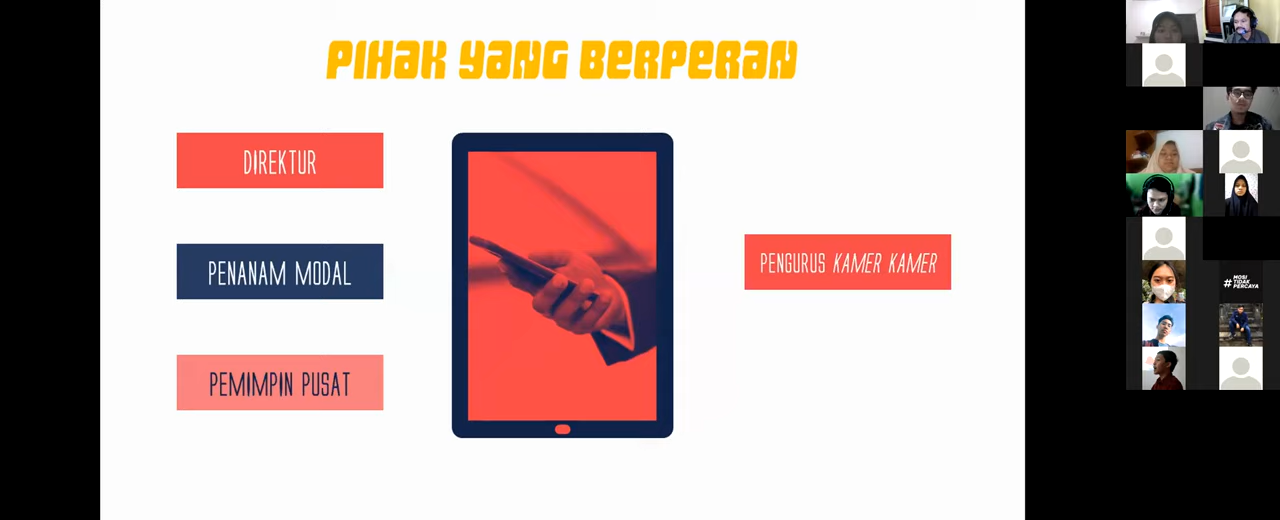 PIHAK YANG BERPERAN
DIREKTUR
PENANAM MODAL
PEMIMPIN PUSAT
PENGURUS KAMER KAMER
# MOSI
TIDAK
PERCAYA